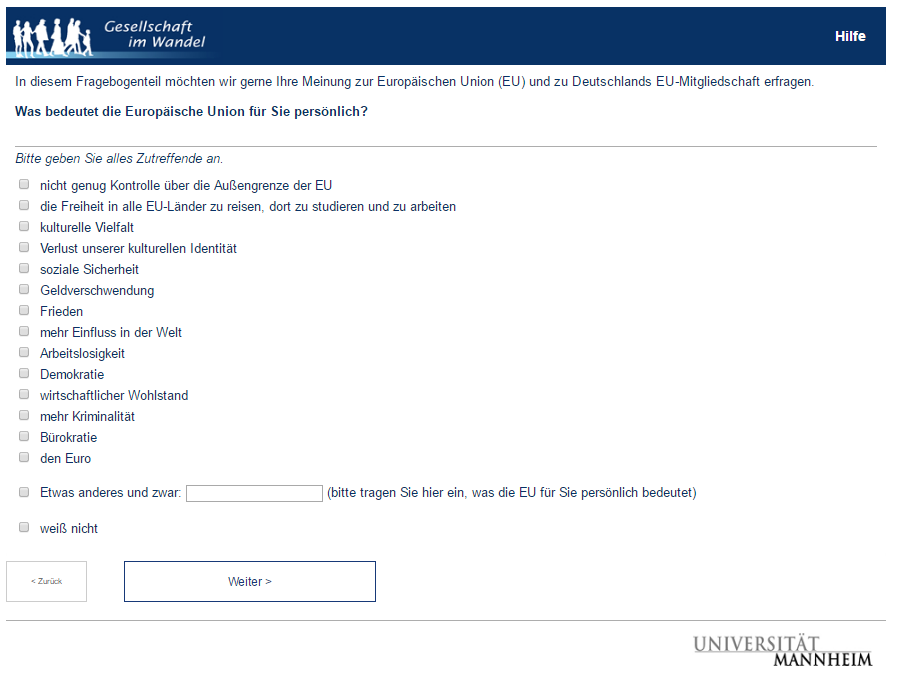 Gesellschaft
im Wandel
Hilfe
In diesem Fragebogenteil möchten wir gerne Ihre Meinung zur Europäischen Union (EU) und zu Deutschlands EU-Mitgliedschaft erfragen.
Was bedeutet die Europäische Union für Sie persönlich?
Bitte geben Sie alles Zutreffende an.
nicht genug Kontrolle über die Außengrenze der EU
die Freiheit in alle EU-Länder zu reisen, dort zu studieren und zu arbeiten
kulturelle Vielfalt
Verlust unserer kulturellen Identität
soziale Sicherheit
Geldverschwendung
Frieden
mehr Einfluss in der Welt
Arbeitslosigkeit
Demokratie
wirtschaftlicher Wohlstand
mehr Kriminalität
Bürokratie
den Euro
Etwas anderes und zwar: (bitte tragen Sie hier ein, was die EU für Sie persönlich bedeutet)
weiß nicht
< Zurück
Weiter >
UNIVERSITÄT
MANNHEIM